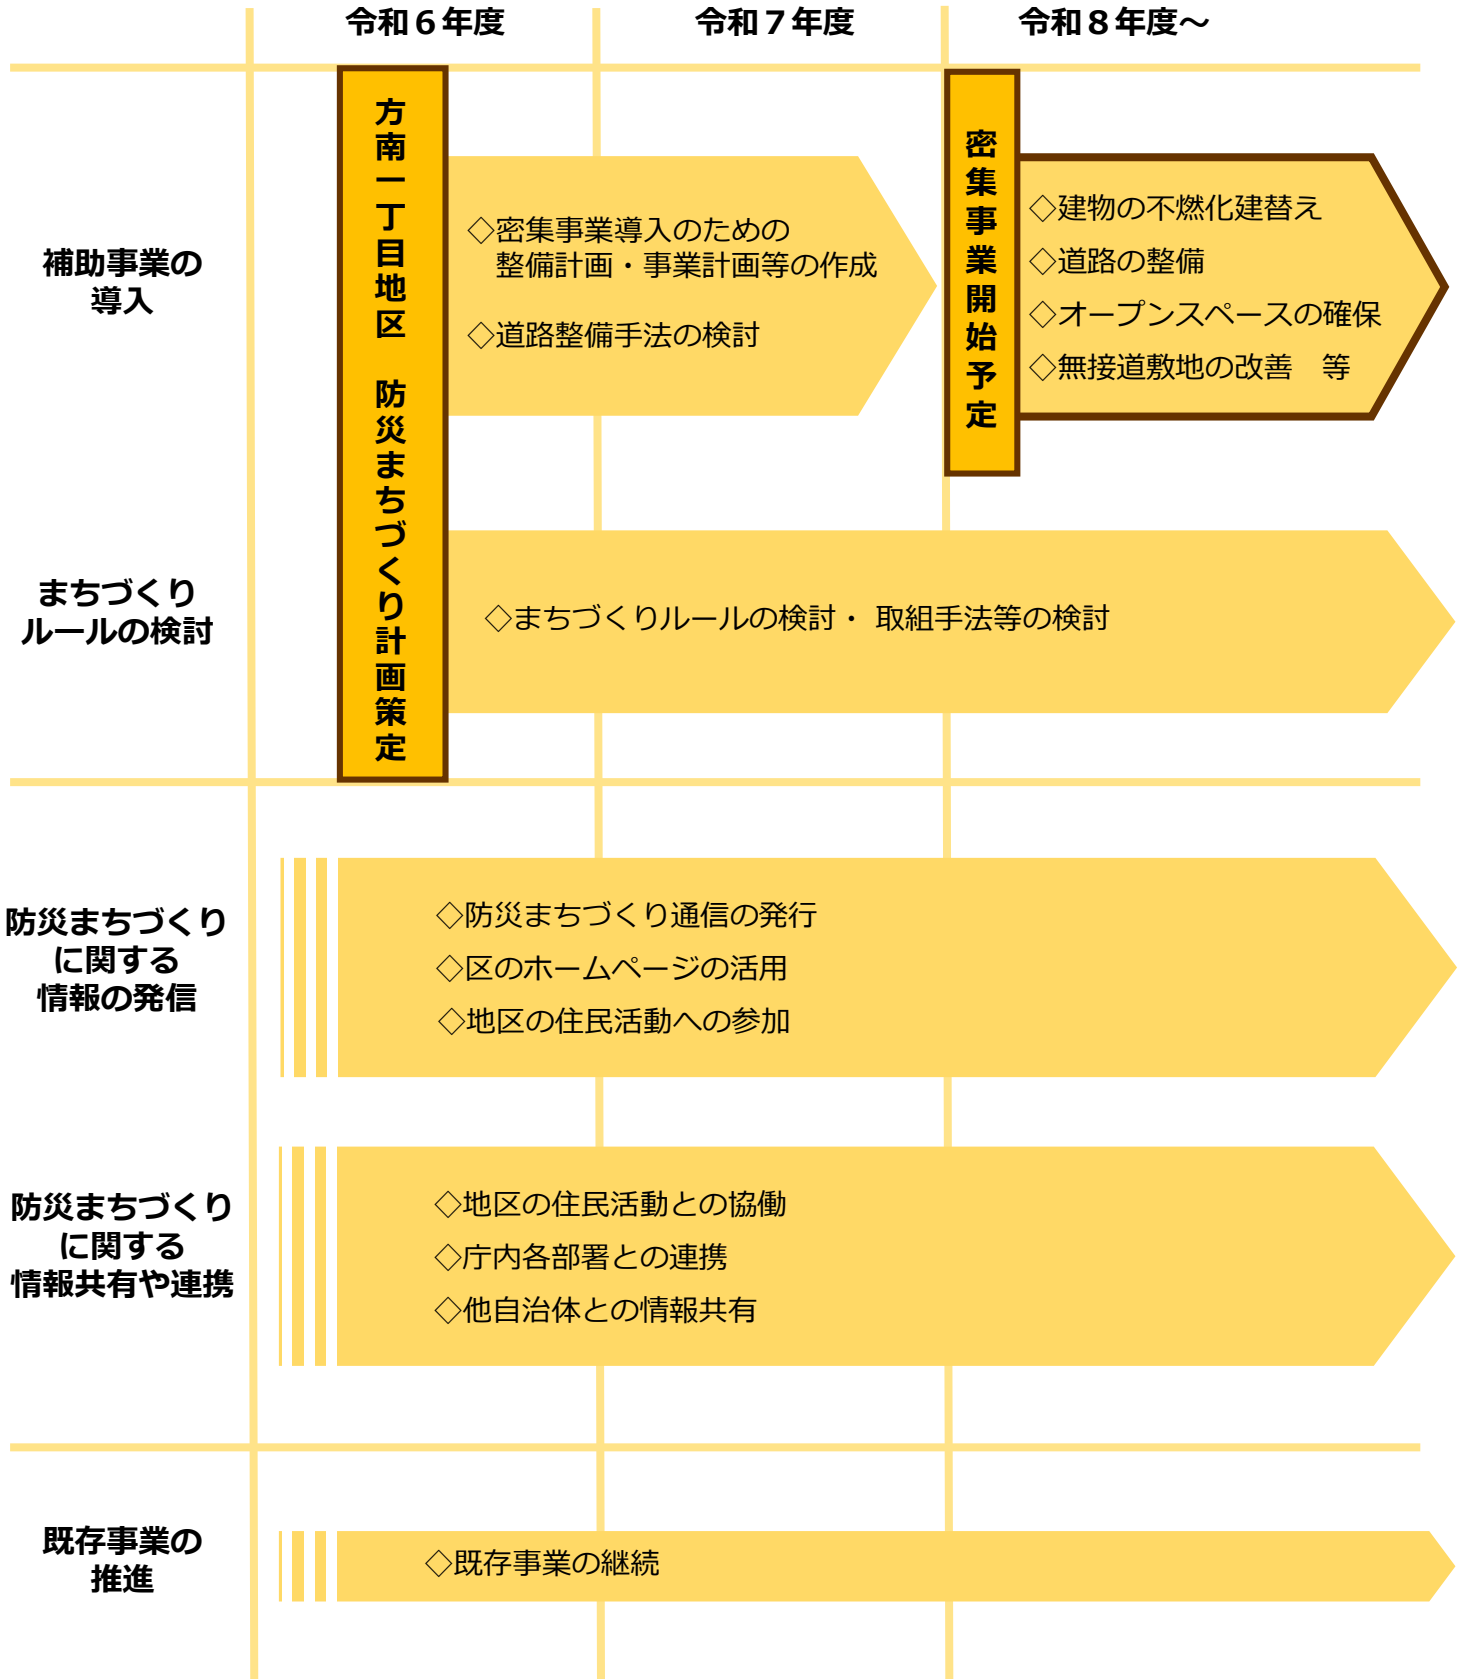 令和６年度
令和７年度
令和８年度～
補助事業の
導入
方南一丁目地区　防災まちづくり計画策定
◇密集事業導入のための
整備計画・事業計画等の作成
◇道路整備手法の検討
密集事業開始予定
◇建物の不燃化建替え
◇道路の整備
◇オープンスペースの確保
◇無接道敷地の改善　等
まちづくり
ルールの検討
◇まちづくりルールの検討・ 取組手法等の検討
防災まちづくり
に関する
情報の発信
◇防災まちづくり通信の発行
◇区のホームページの活用
◇地区の住民活動への参加
防災まちづくり
に関する
情報共有や連携
◇地区の住民活動との協働
◇庁内各部署との連携
◇他自治体との情報共有
既存事業の
推進
◇既存事業の継続